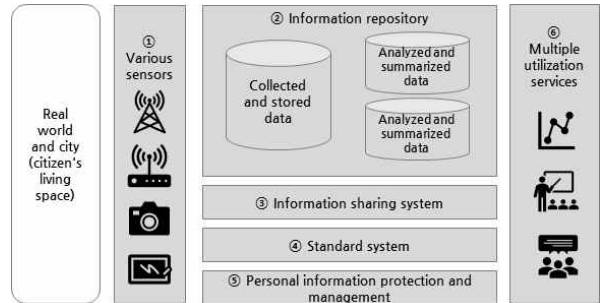 Real
world
and city
(citizen's
living
space)
①
Various
sensors
② Information repository
Collected
and stored
data
Analyzed and
summarized
data
Analyzed and
summarized
data
③ Information sharing system
④ Standard system
⑤ Personal information protection and
management
⑥
Multiple
utilization
services